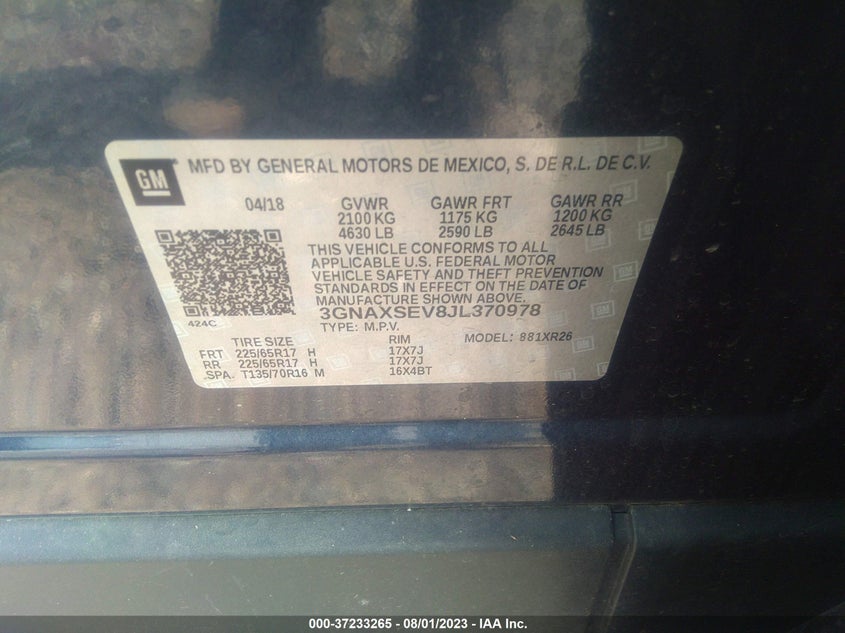 GM
MFD BY GENERAL MOTORS DE MEXICO, S. DE R.L. DE C.V.
04/18 GVWR GAWR FRT GAWR RR
2100 KG 1175 KG 1200 KG
4630 LB 2590 LB 2645 LB
THIS VEHICLE CONFORMS TO ALL
APPLICABLE U.S. FEDERAL MOTOR
VEHICLE SAFETY AND THEFT PREVENTION
STANDARDS IN EFFECT ON THE DATE OF
MANUFACTURE SHOWN ABOVE.
424C
3GNAXSEV8JL370978
TYPE: M.P.V. MODEL: 881XR26
TIRE SIZE RIM
FRT 225/65R17 H 17X7J
RR 225/65R17 H 17X7J
SPA. T135/70R16 M 16X4BT
000-37233265 - 08/01/2023 - IAA Inc.